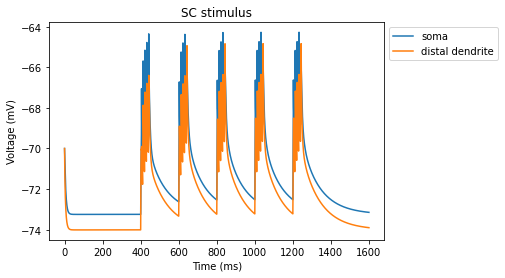 SC stimulus
soma
distal dendrite
−64
−66
−68
−70
−72
−74
Voltage (mV)
0 200 400 600 800 1000 1200 1400 1600
Time (ms)